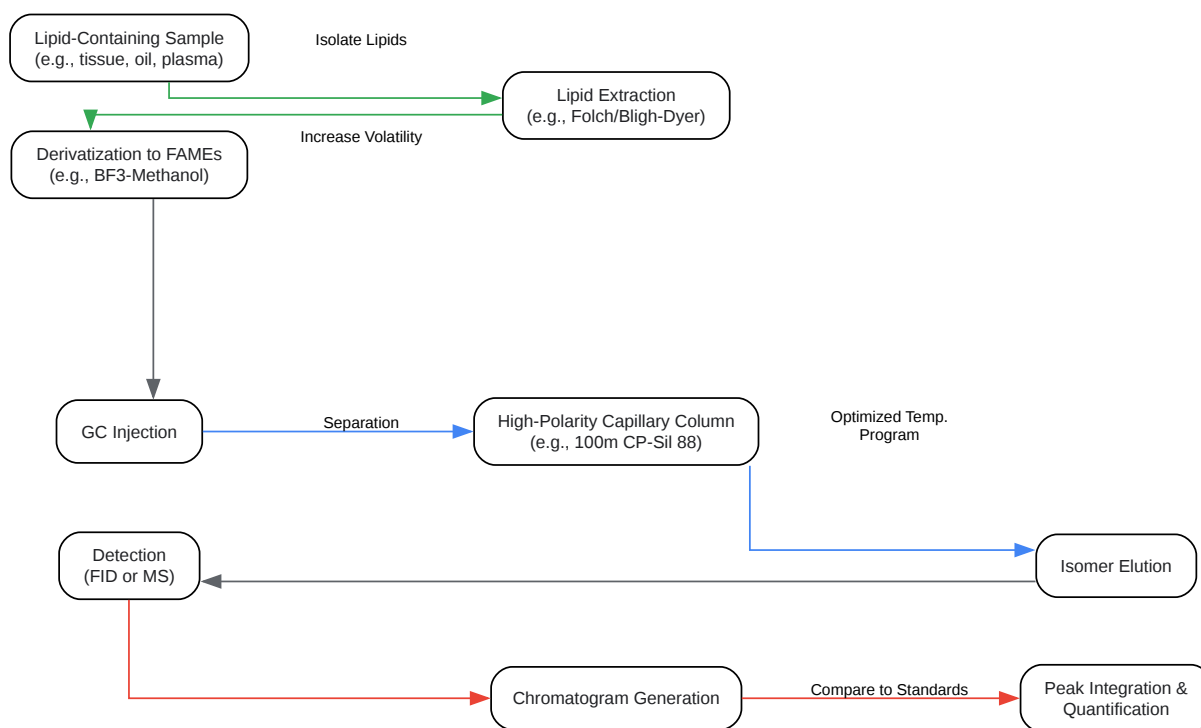 Lipid-Containing Sample
(e.g., tissue, oil, plasma)
Isolate Lipids
Lipid Extraction
(e.g., Folch/Bligh-Dyer)
Increase Volatility
Derivatization to FAMEs
(e.g., BF3-Methanol)
GC Injection
Separation
High-Polarity Capillary Column
(e.g., 100m CP-Sil 88)
Optimized Temp.
Program
Isomer Elution
Detection
(FID or MS)
Chromatogram Generation
Compare to Standards
Peak Integration &
Quantification